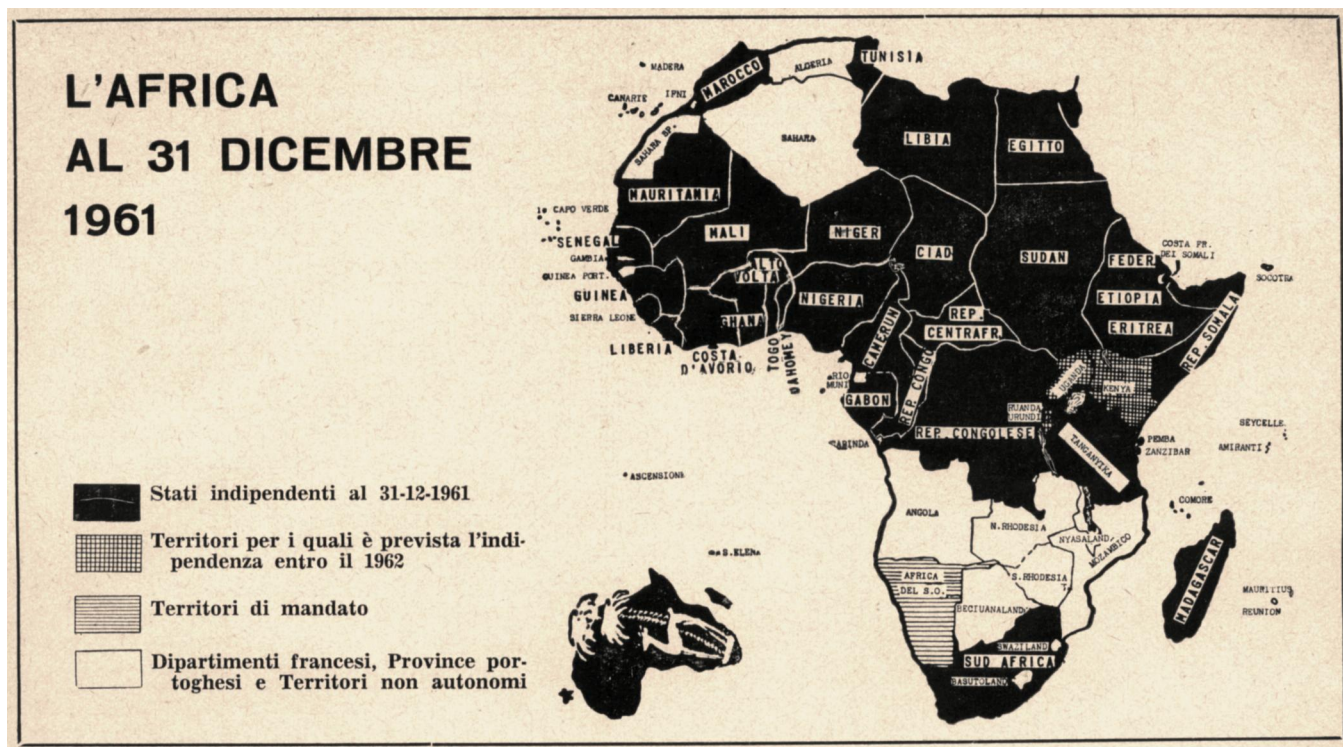 L'AFRICA
AL 31 DICEMBRE
1961
MADERA
CANARIE
IFNI
MAROCCO
ALGERIA
TUNISIA
SAHARA SP.
SAHARA
LIBIA
EGITTO
MAURITAMIA
CAPO VERDE
SENEGAL
MALI
NIGER
CIAD
SUDAN
GAMBIA
GUINEA PORT.
ALTO
VOLTA
FEDER.
ETIOPIA
ERITREA
COSTA FR.
DEI SOMALI
SOCOTRA
GUINEA
NIGERIA
SIERRA LEONE
GHANA
CAMERUN
REP.
CENTRAFR.
REP. SOMALA
LIBERIA
COSTA
D'AVORIO
TOGO
DAHOMEY
RIO
MUNI
GABON
REP. CONGO
UGANDA
KENYA
RUANDA
URUNDI
REP. CONGOLESE
TANGANYIKA
CABINDA
PEMBA
ZANZIBAR
SEYCELLE
AMIRANTI
ASCENSIONE
ANGOLA
N.RHODESIA
NYASALAND
MOZAMBICO
COMORE
S.ELENA
AFRICA
DEL S.O.
S.RHODESIA
BECIUANALAND
MADAGASCAR
MAURITIUS
REUNION
SWAZILAND
SUD AFRICA
BASUTOLAND
Stati indipendenti al 31-12-1961
Territori per i quali è prevista l'indi-
pendenza entro il 1962
Territori di mandato
Dipartimenti francesi, Province por-
toghesi e Territori non autonomi